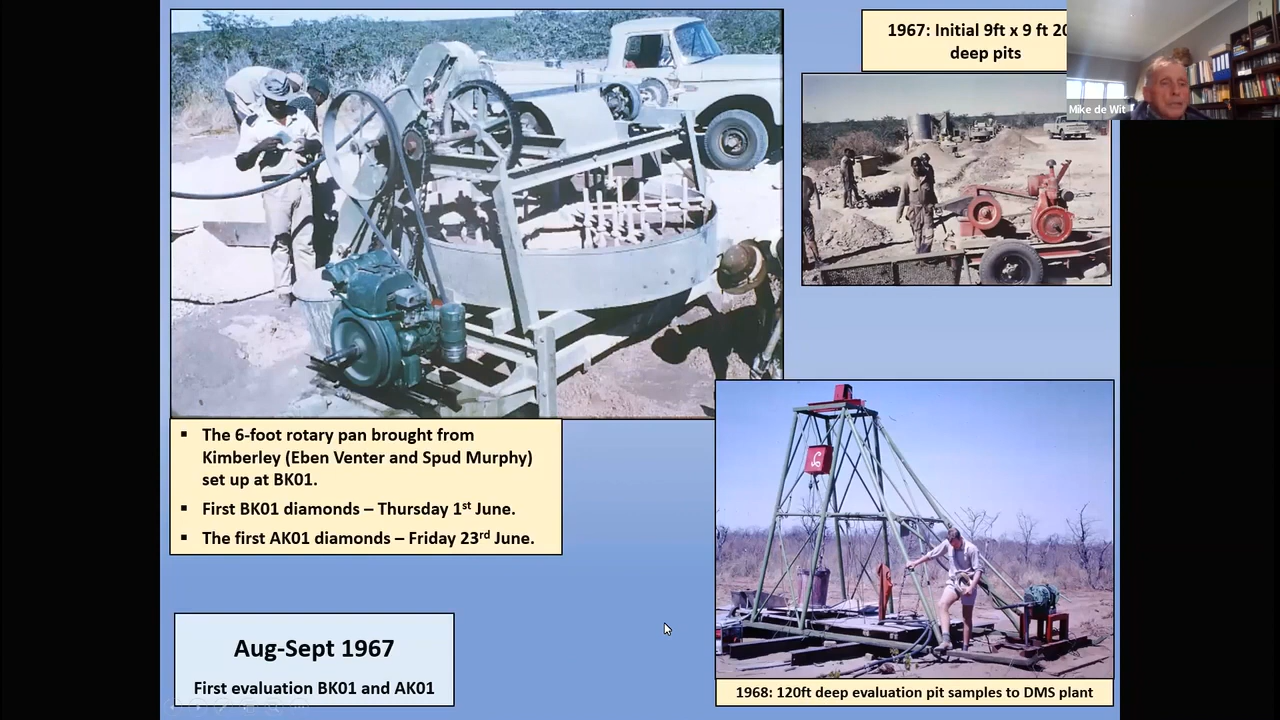 1967: Initial 9ft x 9 ft 20
deep pits
Mike de Wit
▪ The 6-foot rotary pan brought from
Kimberley (Eben Venter and Spud Murphy)
set up at BK01.
▪ First BK01 diamonds – Thursday 1st June.
▪ The first AK01 diamonds – Friday 23rd June.
Aug-Sept 1967
First evaluation BK01 and AK01
1968: 120ft deep evaluation pit samples to DMS plant